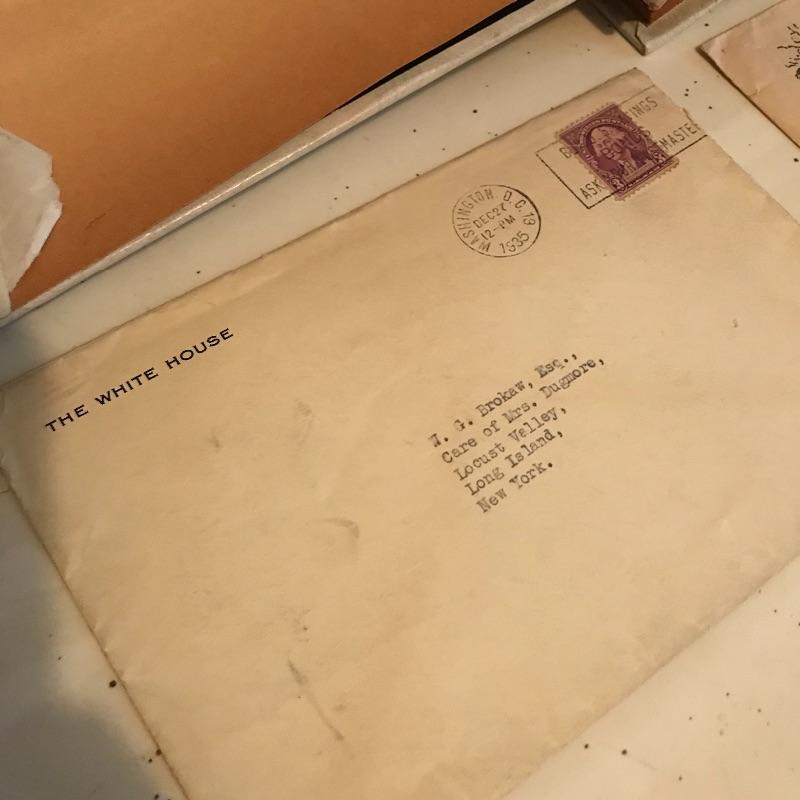 THE WHITE HOUSE
WASHINGTON, D.C.
DEC 27
12-PM
1935
INGS
ASK
MASTER
W. G. Brokaw, Esq.,
Care of Mrs. Dugmore,
Locust Valley,
Long Island,
New York.